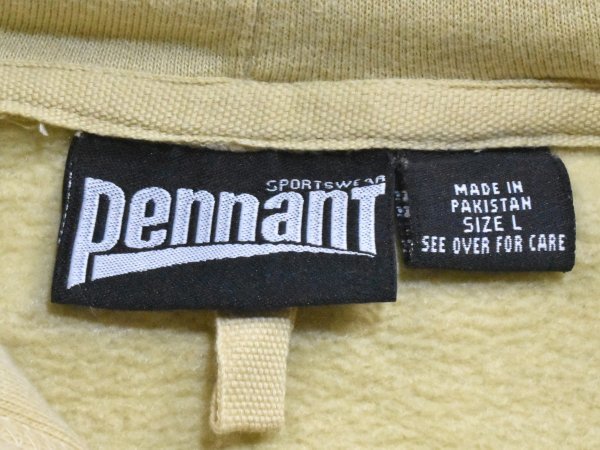 SPORTSWEAR
pennant
MADE IN
PAKISTAN
SIZE L
SEE OVER FOR CARE